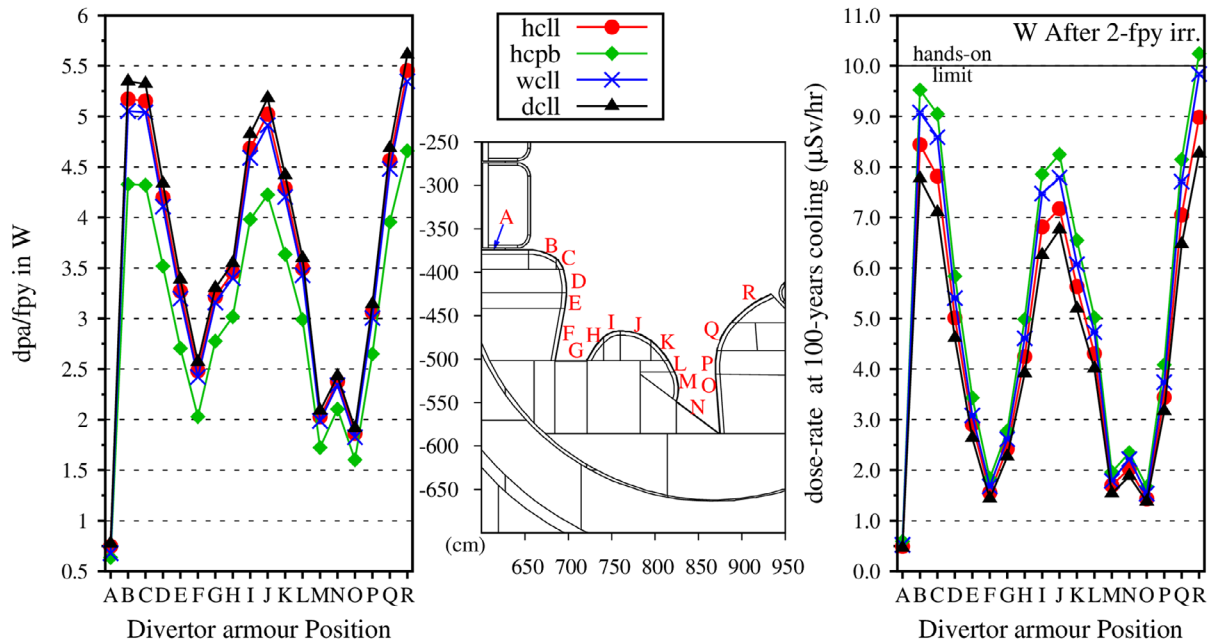 hcll
hcpb
wcll
dcll
dpa/fpy in W
6
5.5
5
4.5
4
3.5
3
2.5
2
1.5
1
0.5
A B C D E F G H I J K L M N O P Q R
Divertor armour Position
-250
-300
-350
-400
-450
-500
-550
-600
-650
(cm)
650 700 750 800 850 900 950
A
B
C
D
E
F
G
H
I
J
K
L
M
N
O
P
Q
R
W After 2-fpy irr.
hands-on
limit
dose-rate at 100-years cooling (μSv/hr)
11.0
10.0
9.0
8.0
7.0
6.0
5.0
4.0
3.0
2.0
1.0
0.0
A B C D E F G H I J K L M N O P Q R
Divertor armour Position